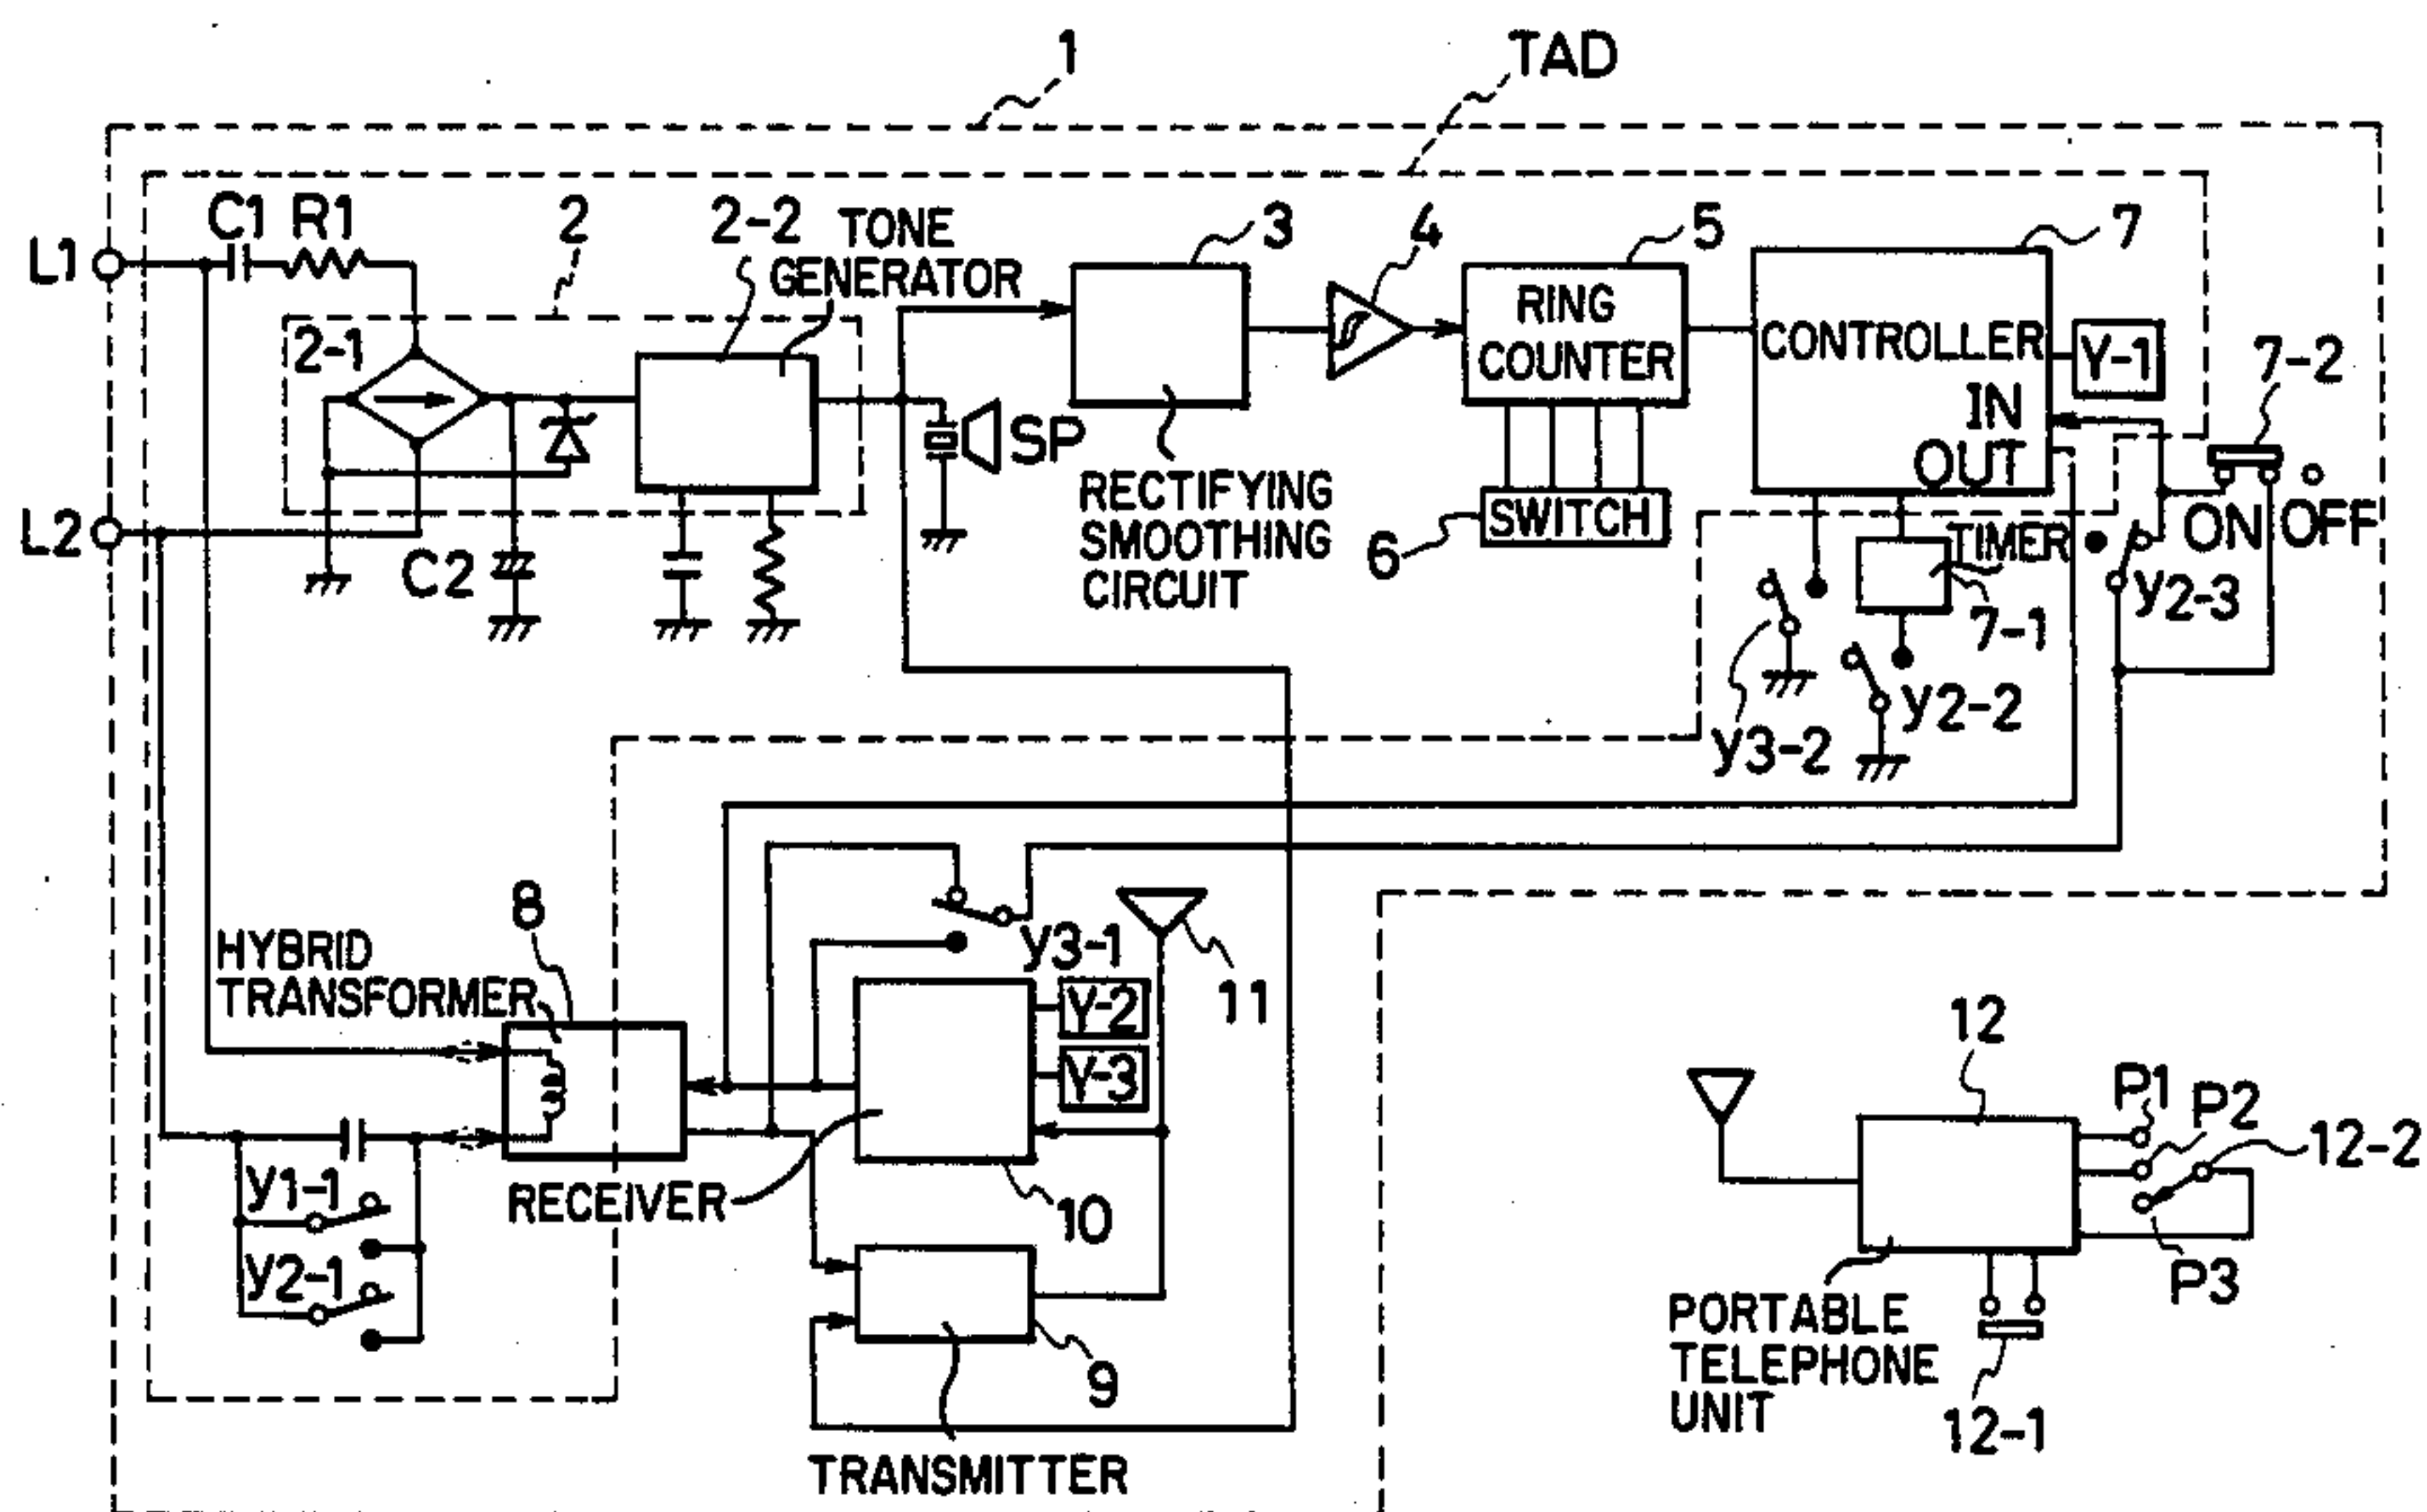 1
TAD
C1 R1
2
2-2
TONE
GENERATOR
3
4
5
7
L1
2-1
RING
COUNTER
CONTROLLER
IN
OUT
Y-1
7-2
SP
RECTIFYING
SMOOTHING
CIRCUIT
6
SWITCH
TIMER
7-1
ON OFF
L2
C2
y2-3
y3-2
y2-2
8
HYBRID
TRANSFORMER
y3-1
11
Y-2
Y-3
RECEIVER
10
y1-1
y2-1
9
TRANSMITTER
12
P1
P2
12-2
P3
PORTABLE
TELEPHONE
UNIT
12-1